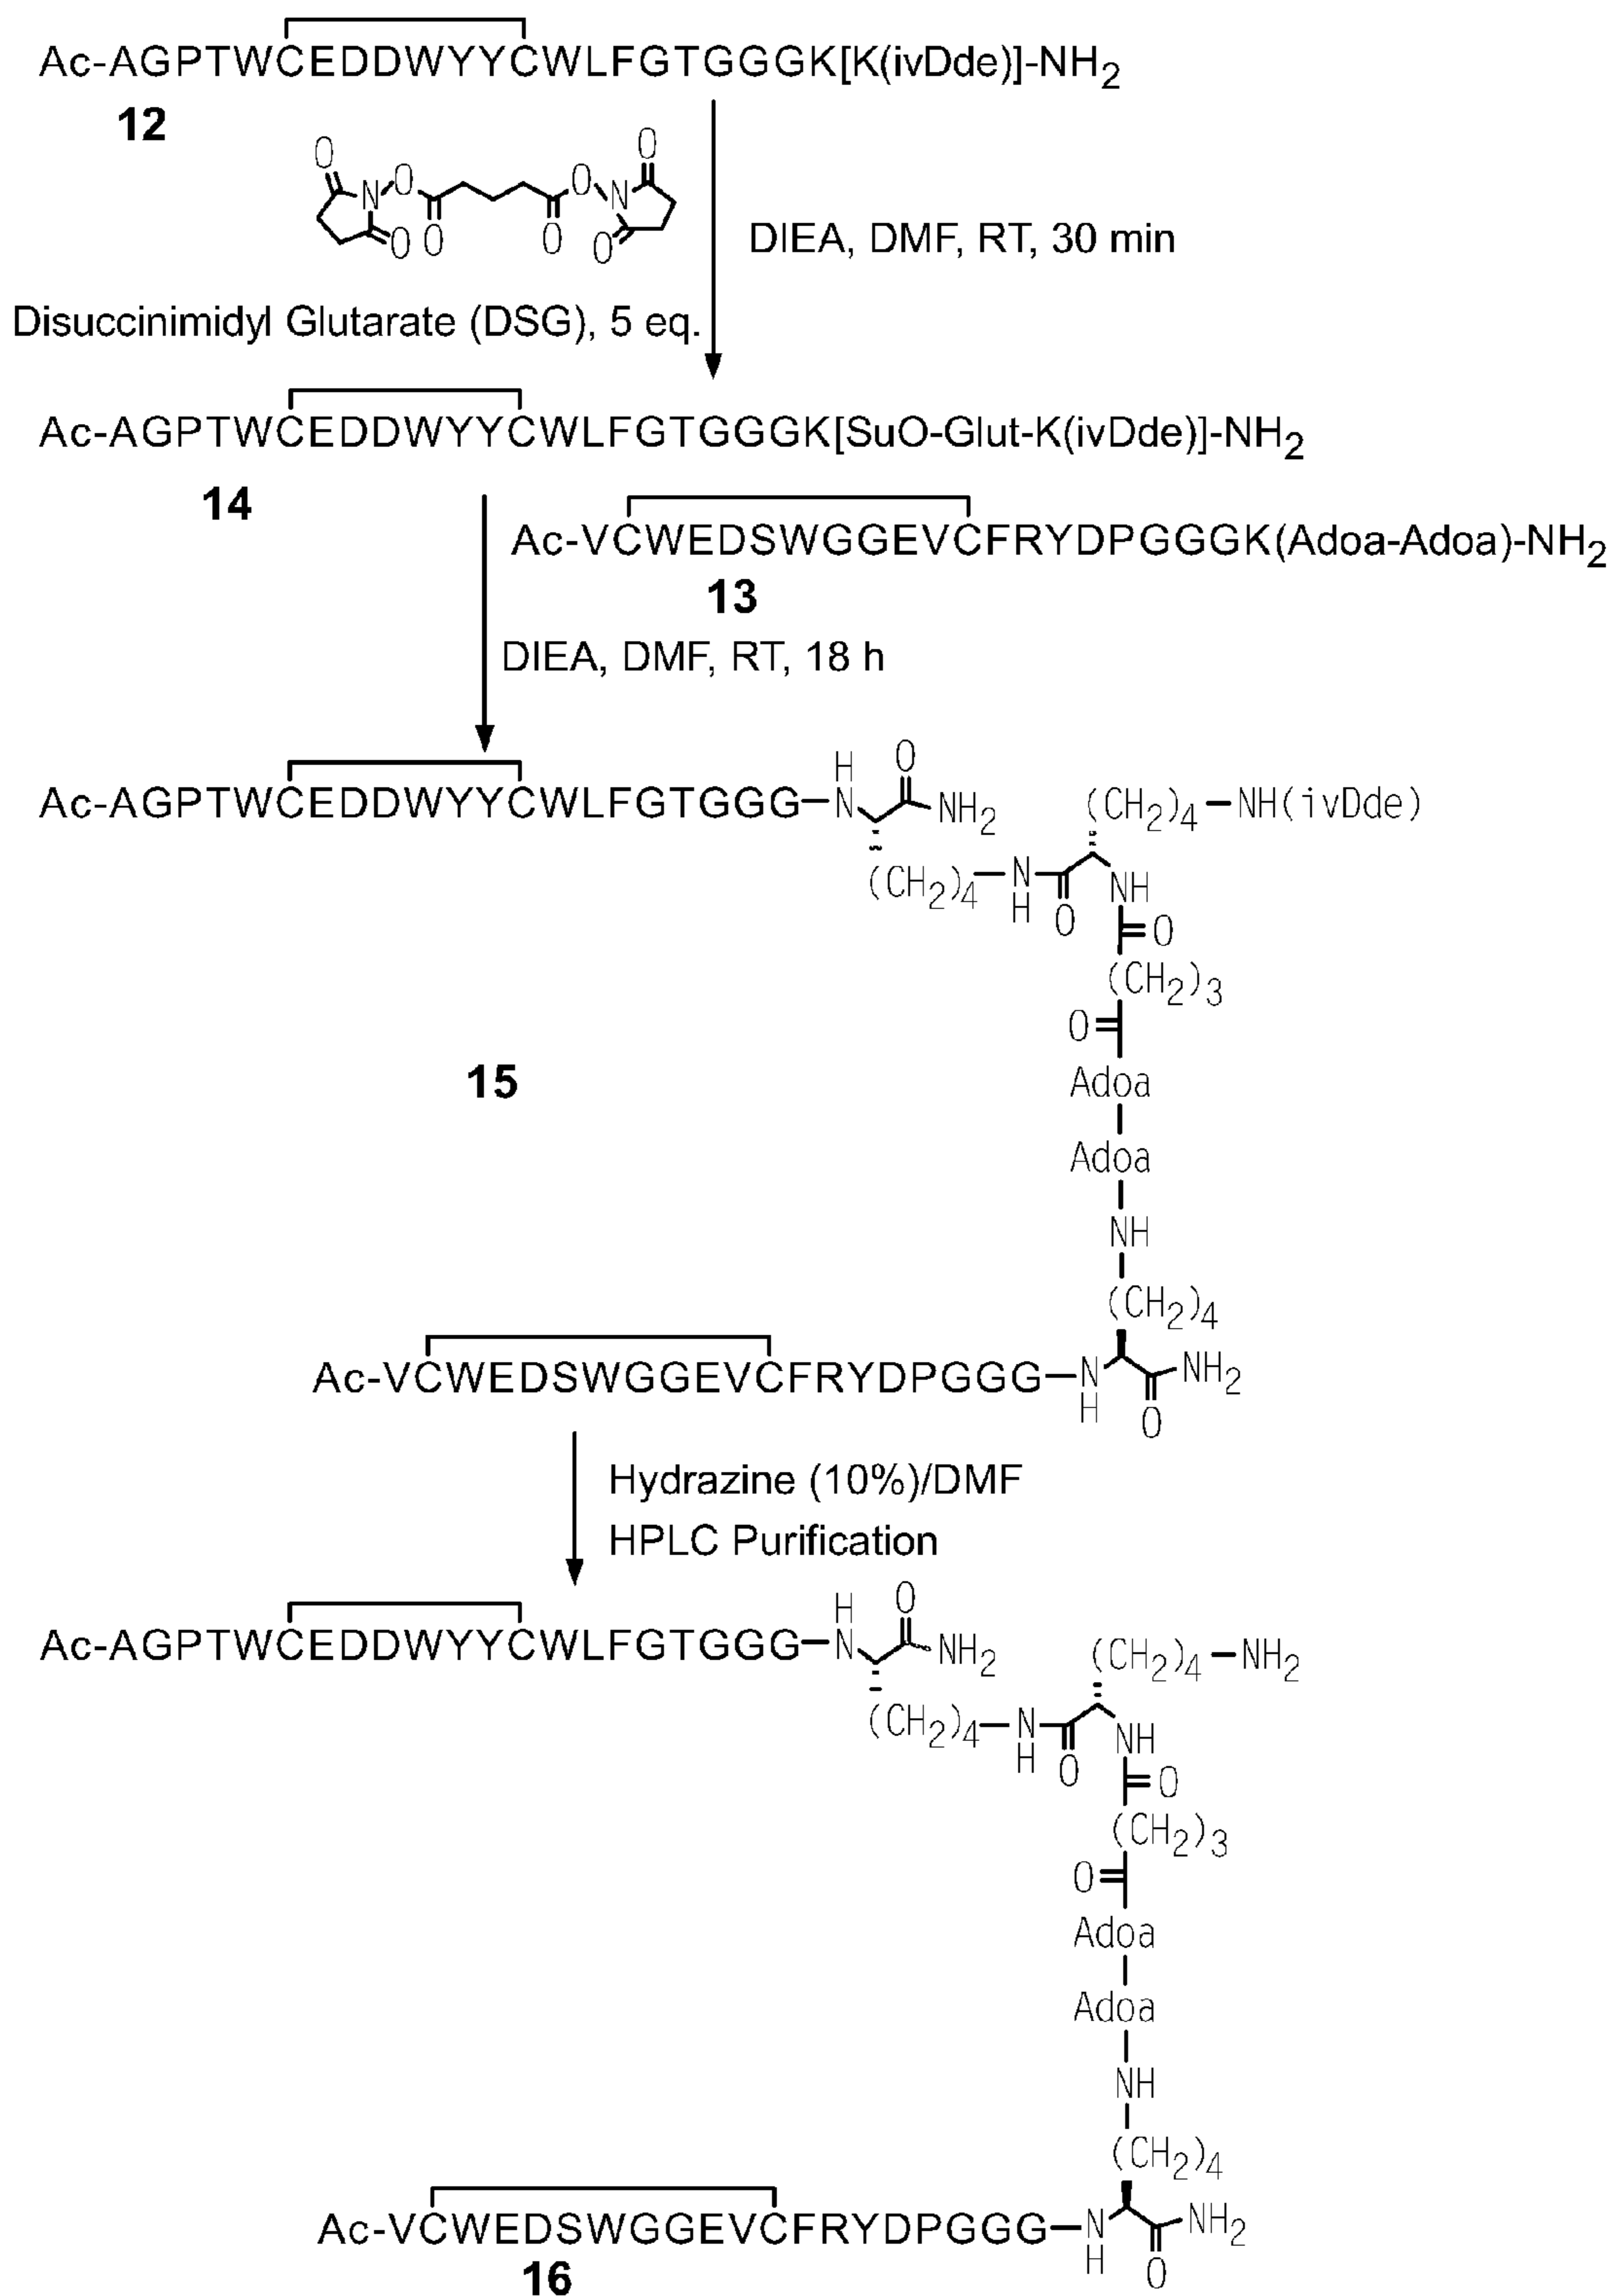 Ac-AGPTWCEDDWYYCWLFGTGGGK[K(ivDde)]-NH2
12
O O
N O O N
O O O O
DIEA, DMF, RT, 30 min
Disuccinimidyl Glutarate (DSG), 5 eq.
Ac-AGPTWCEDDWYYCWLFGTGGGK[SuO-Glut-K(ivDde)]-NH2
14
Ac-VCWEDSWGGEVCFRYDPGGGK(Adoa-Adoa)-NH2
13
DIEA, DMF, RT, 18 h
H O
Ac-AGPTWCEDDWYYCWLFGTGGG-N NH2 (CH2)4-NH(ivDde)
(CH2)4-N NH
H O
O
(CH2)3
O
15
Adoa
Adoa
NH
(CH2)4
Ac-VCWEDSWGGEVCFRYDPGGG-N NH2
H O
Hydrazine (10%)/DMF
HPLC Purification
H O
Ac-AGPTWCEDDWYYCWLFGTGGG-N NH2 (CH2)4-NH2
(CH2)4-N NH
H O
O
(CH2)3
O
Adoa
Adoa
NH
(CH2)4
Ac-VCWEDSWGGEVCFRYDPGGG-N NH2
H O
16